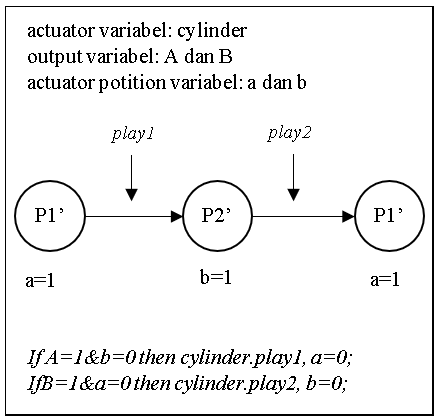 actuator variabel: cylinder
output variabel: A dan B
actuator potition variabel: a dan b
play1 play2
P1’ P2’ P1’
a=1 b=1 a=1
If A=1&b=0 then cylinder.play1, a=0;
IfB=1&a=0 then cylinder.play2, b=0;